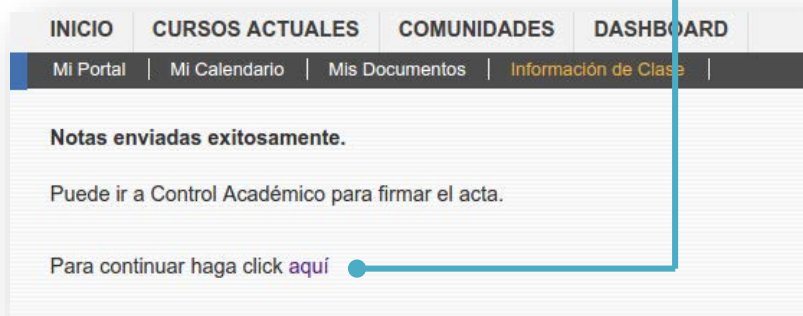 INICIO CURSOS ACTUALES COMUNIDADES DASHBOARD
Mi Portal | Mi Calendario | Mis Documentos | Información de Clase |
Notas enviadas exitosamente.
Puede ir a Control Académico para firmar el acta.
Para continuar haga click aquí